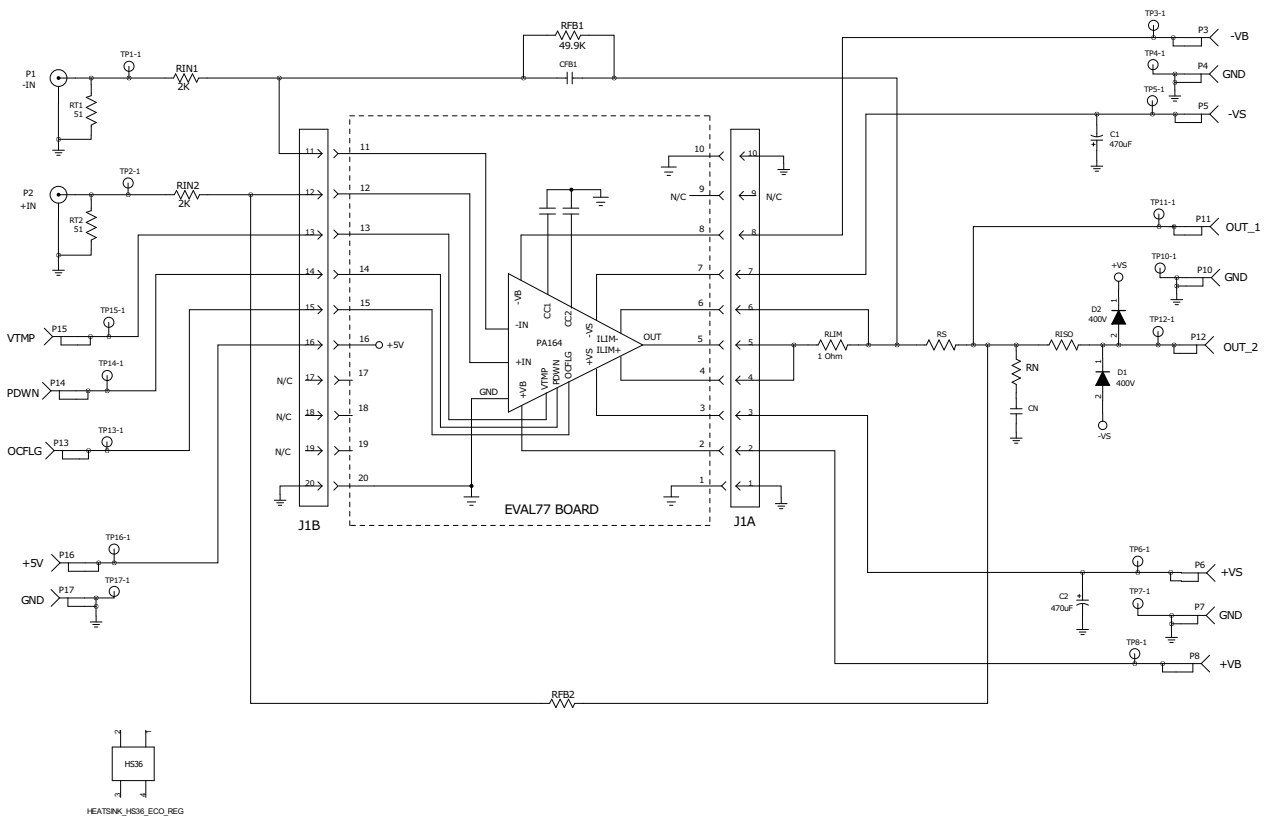 RFB1
49.9K
CFB1
TP3-1
P3
-VB
TP4-1
P4
GND
TP5-1
P5
-VS
C1
470uF
P1
-IN
TP1-1
RIN1
2K
RT1
51
P2
+IN
TP2-1
RIN2
2K
RT2
51
11
12
13
14
15
16
17
18
19
20
11
12
13
14
15
16
+5V
17
18
19
20
N/C
N/C
N/C
J1B
VTMP
P15
TP15-1
PDWN
P14
TP14-1
OCFLG
P13
TP13-1
+5V
P16
TP16-1
GND
P17
TP17-1
CC1
CC2
-VB
-IN
+IN
+VB
GND
PA164
VTMP
PDWN
OCFLG
-VS
+VS
ILIM-
ILIM+
OUT
EVAL77 BOARD
10
N/C
9
8
7
6
5
4
3
2
1
10
9
N/C
8
7
6
5
4
3
2
1
J1A
RLIM
1 Ohm
RS
RISO
RN
CN
TP11-1
P11
OUT_1
TP10-1
P10
GND
+VS
D2
400V
1
2
TP12-1
P12
OUT_2
D1
400V
1
2
-VS
TP6-1
P6
+VS
C2
470uF
TP7-1
P7
GND
TP8-1
P8
+VB
RFB2
2
1
HS36
3
4
HEATSINK_HS36_ECO_REG